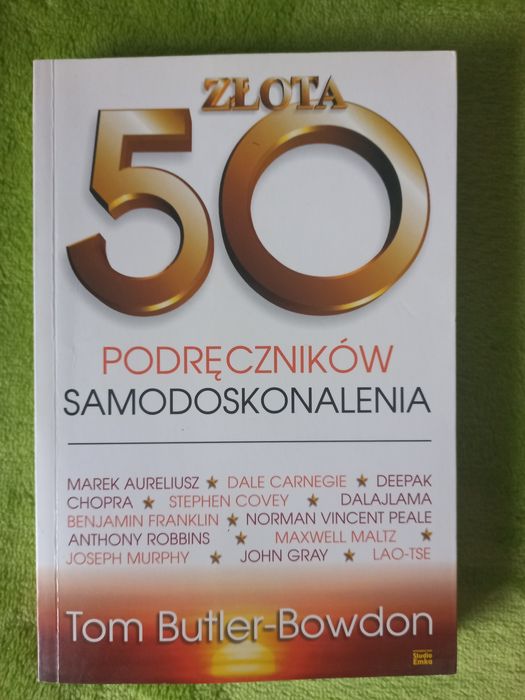 ZŁOTA
50
PODRĘCZNIKÓW
SAMODOSKONALENIA
MAREK AURELIUSZ ★ DALE CARNEGIE ★ DEEPAK
CHOPRA ★ STEPHEN COVEY ★ DALAJLAMA
BENJAMIN FRANKLIN ★ NORMAN VINCENT PEALE
ANTHONY ROBBINS ★ MAXWELL MALTZ ★
JOSEPH MURPHY ★ JOHN GRAY ★ LAO-TSE
Tom Butler-Bowdon
Studio
Emka